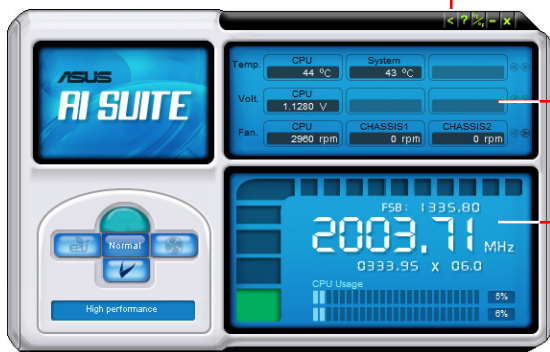 < ? °C/°F – x
ASUS
AI SUITE
Temp. CPU 44 ºC System 43 ºC
Volt. CPU 1.1280 V
Fan. CPU 2960 rpm CHASSIS1 0 rpm CHASSIS2 0 rpm
Normal
High performance
FSB: 1335.80
2003.71 MHz
0333.95 x 06.0
CPU Usage
5%
6%